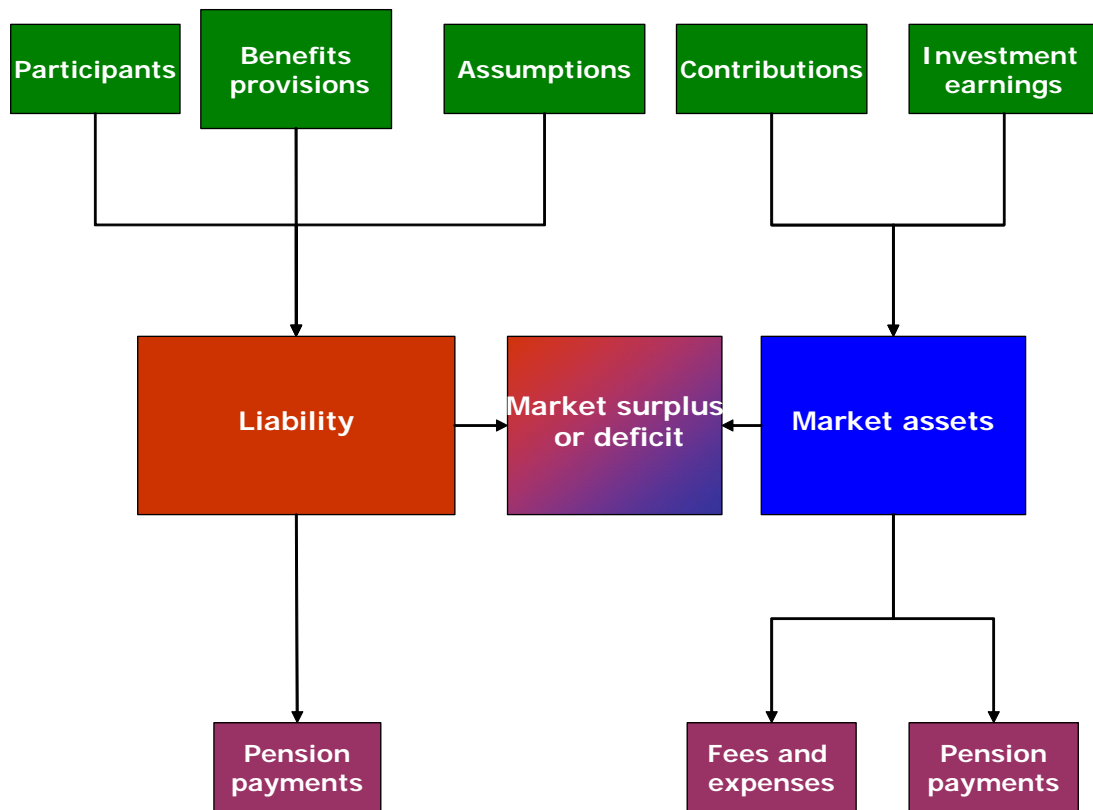 Participants
Benefits
provisions
Assumptions
Contributions
Investment
earnings
Liability
Market surplus
or deficit
Market assets
Pension
payments
Fees and
expenses
Pension
payments